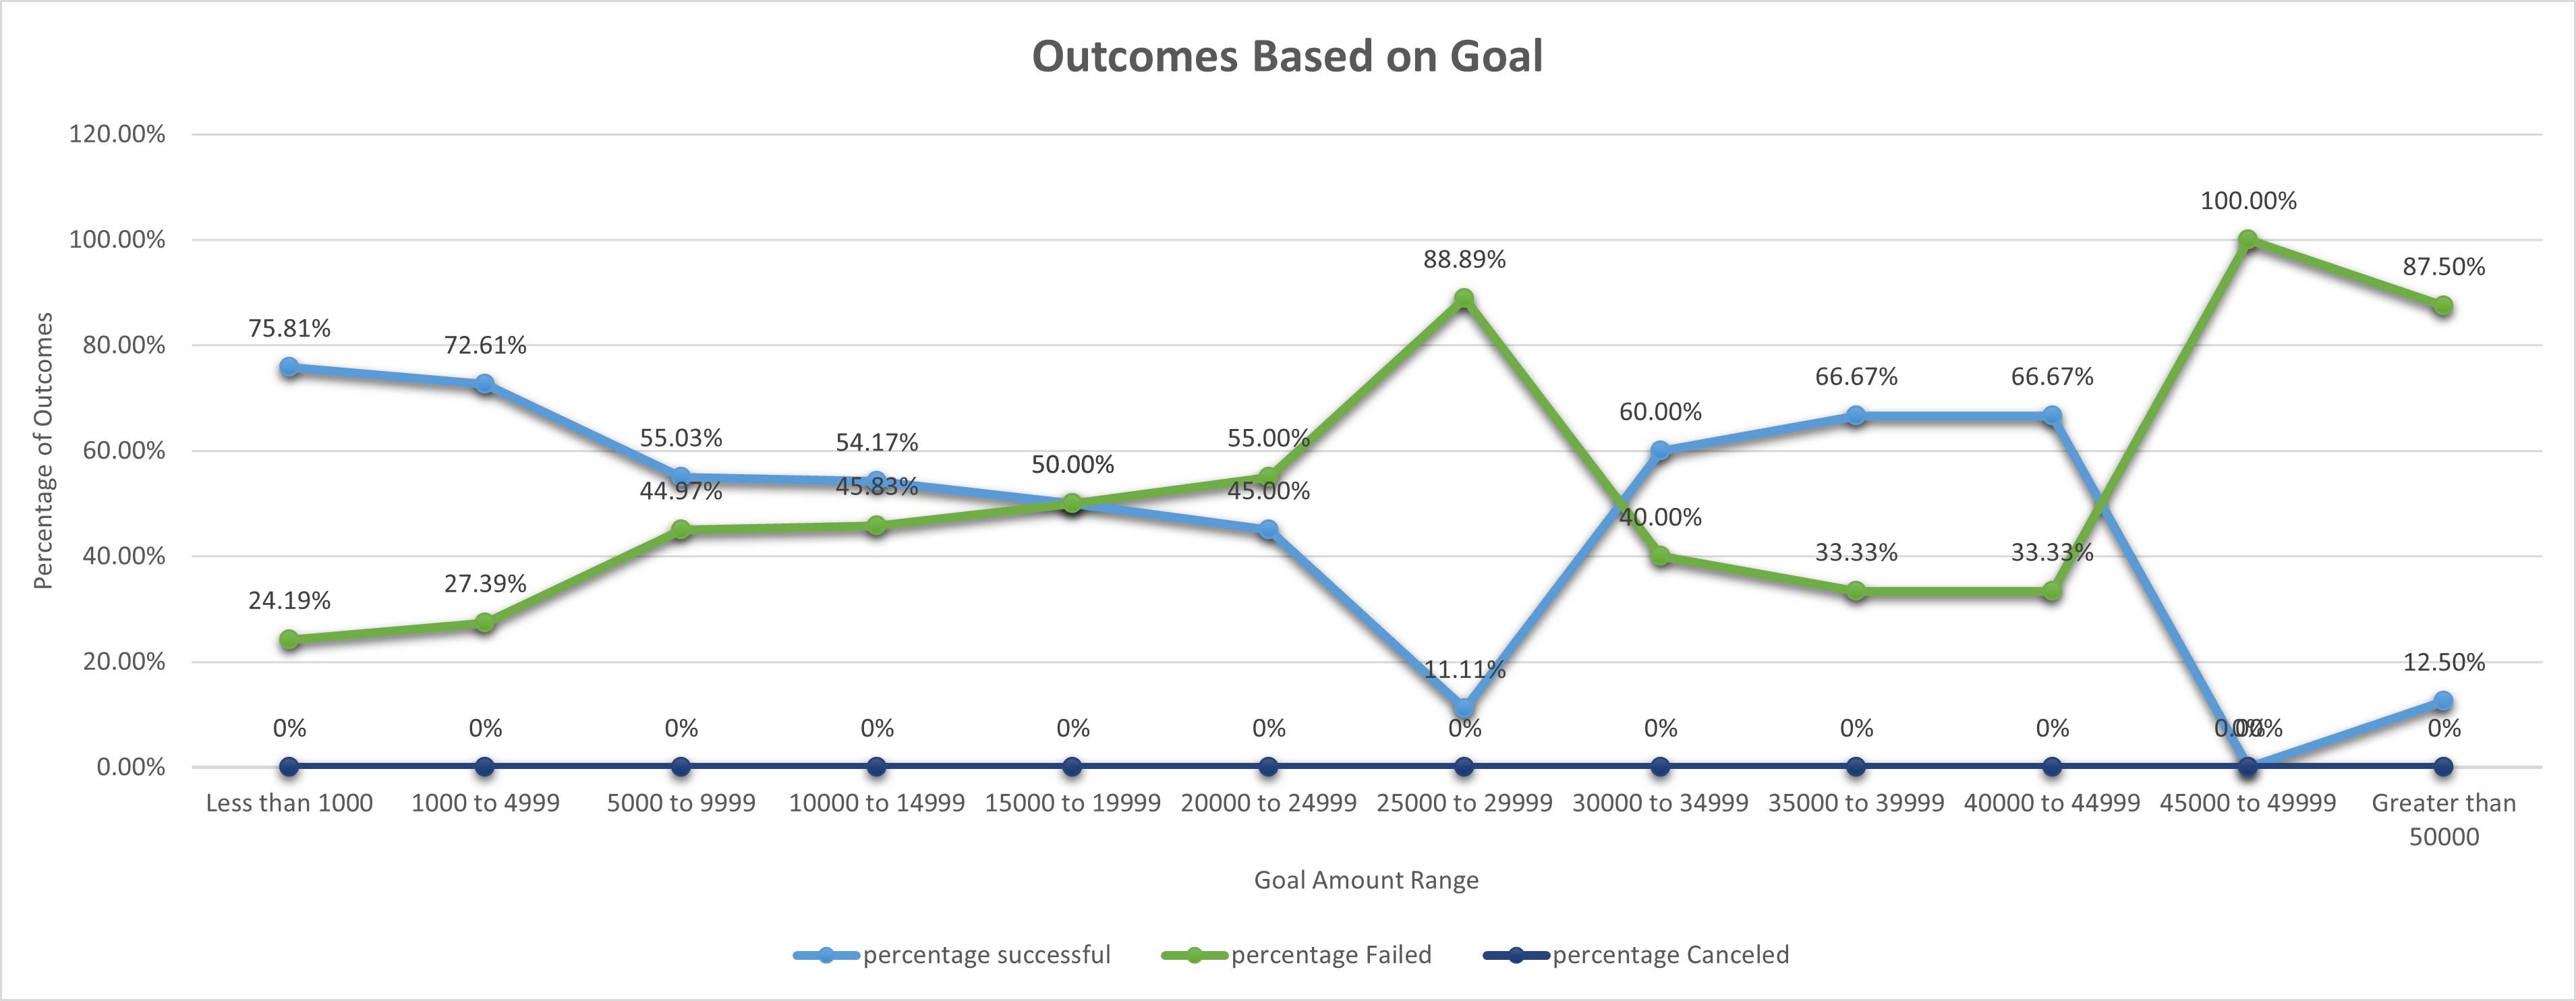 Outcomes Based on Goal
120.00%
100.00%
80.00%
60.00%
40.00%
20.00%
0.00%
Percentage of Outcomes
75.81%
72.61%
55.03%
54.17%
50.00%
45.00%
11.11%
60.00%
66.67%
66.67%
0.00%
12.50%
24.19%
27.39%
44.97%
45.83%
50.00%
55.00%
88.89%
40.00%
33.33%
33.33%
100.00%
87.50%
0%
0%
0%
0%
0%
0%
0%
0%
0%
0%
0%
0%
Less than 1000
1000 to 4999
5000 to 9999
10000 to 14999
15000 to 19999
20000 to 24999
25000 to 29999
30000 to 34999
35000 to 39999
40000 to 44999
45000 to 49999
Greater than
50000
Goal Amount Range
percentage successful
percentage Failed
percentage Canceled